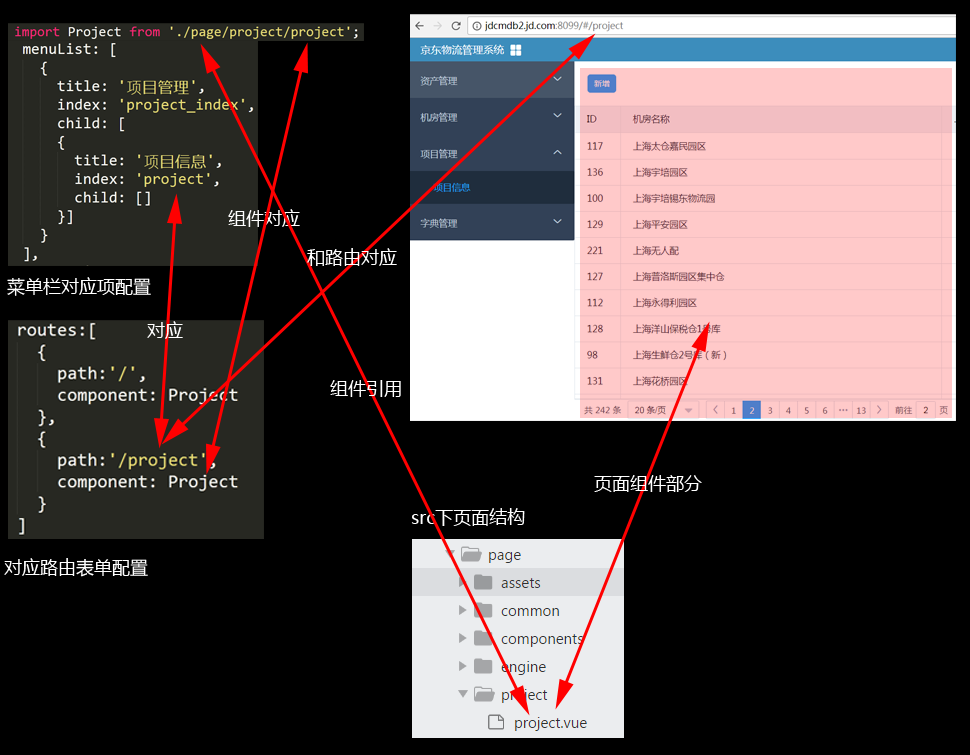 import Project from './page/project/project';
menuList: [
{
title: '项目管理',
index: 'project_index',
child: [
{
title: '项目信息',
index: 'project',
child: []
}]
}
],
菜单栏对应项配置
组件对应
和路由对应
routes:[
对应
{
path:'/',
component: Project
},
{
path:'/project',
component: Project
}
]
对应路由表单配置
组件引用
jdcmdb2.jd.com:8099/#/project
京东物流管理系统
资产管理
机房管理
项目管理
项目信息
字典管理
新增
ID 机房名称
117 上海太仓嘉民园区
136 上海宇培园区
100 上海宇培锡东物流园
129 上海平安园区
221 上海无人配
127 上海普洛斯园区集中仓
112 上海永得利园区
128 上海洋山保税仓1号库
98 上海生鲜仓2号库（新）
131 上海花桥园区
共 242 条 20 条/页 1 2 3 4 5 6 ··· 13 前往 2 页
页面组件部分
src下页面结构
page
assets
common
components
engine
project
project.vue